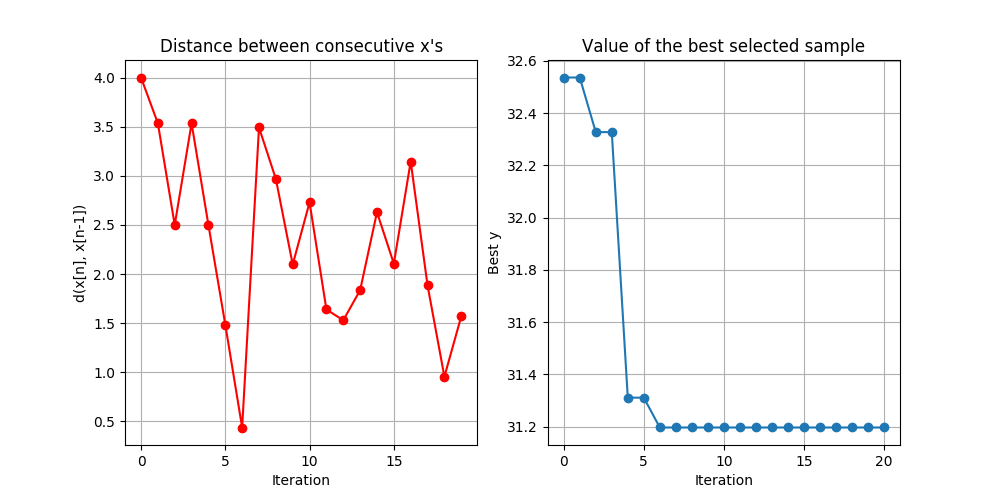 Distance between consecutive x's
d(x[n], x[n-1])
4.0
3.5
3.0
2.5
2.0
1.5
1.0
0.5
0 5 10 15
Iteration
Value of the best selected sample
Best y
32.6
32.4
32.2
32.0
31.8
31.6
31.4
31.2
0 5 10 15 20
Iteration